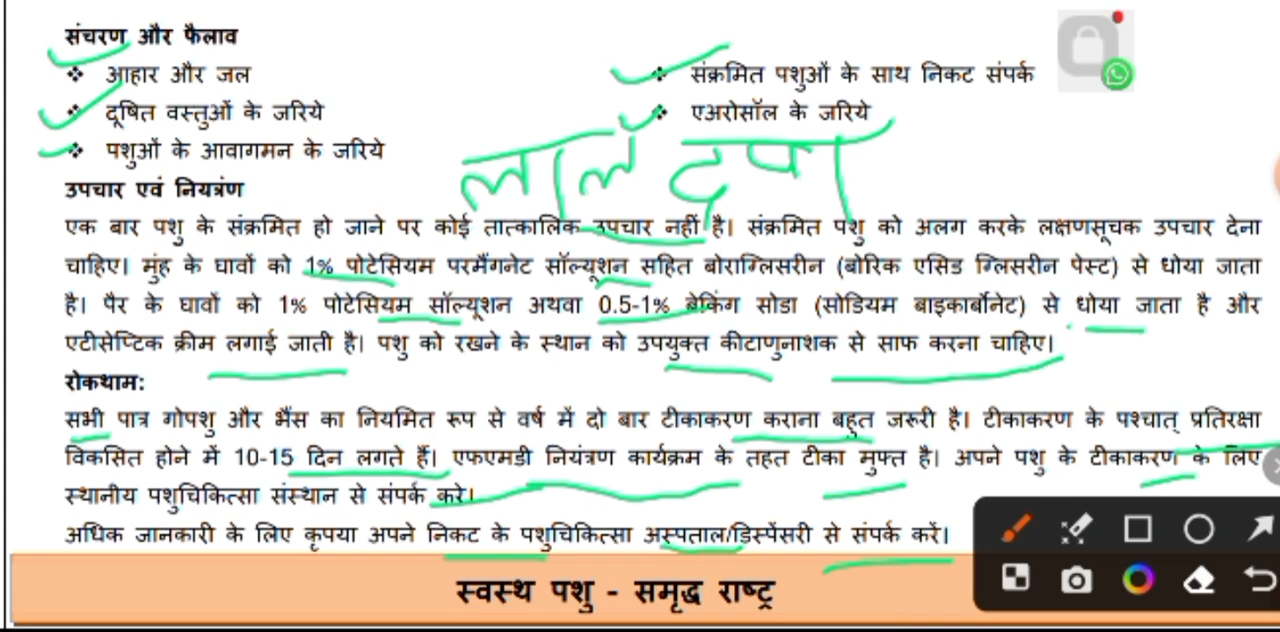 संचरण और फैलाव
❖ आहार और जल
❖ संक्रमित पशुओं के साथ निकट संपर्क
❖ दूषित वस्तुओं के जरिये
❖ एअरोसॉल के जरिये
❖ पशुओं के आवागमन के जरिये
उपचार एवं नियत्रंण
एक बार पशु के संक्रमित हो जाने पर कोई तात्कालिक उपचार नहीं है। संक्रमित पशु को अलग करके लक्षणसूचक उपचार देना
चाहिए। मुंह के घावों को 1% पोटेसियम परमैंगनेट सॉल्यूशन सहित बोराग्लिसरीन (बोरिक एसिड ग्लिसरीन पेस्ट) से धोया जाता
है। पैर के घावों को 1% पोटेसियम सॉल्यूशन अथवा 0.5-1% बेकिंग सोडा (सोडियम बाइकार्बोनेट) से धोया जाता है और
एटीसेप्टिक क्रीम लगाई जाती है। पशु को रखने के स्थान को उपयुक्त कीटाणुनाशक से साफ करना चाहिए।
रोकथाम:
सभी पात्र गोपशु और भैंस का नियमित रूप से वर्ष में दो बार टीकाकरण कराना बहुत जरूरी है। टीकाकरण के पश्चात् प्रतिरक्षा
विकसित होने में 10-15 दिन लगते हैं। एफएमडी नियंत्रण कार्यक्रम के तहत टीका मुफ्त है। अपने पशु के टीकाकरण के लिए
स्थानीय पशुचिकित्सा संस्थान से संपर्क करे।
अधिक जानकारी के लिए कृपया अपने निकट के पशुचिकित्सा अस्पताल/डिस्पेंसरी से संपर्क करें।
स्वस्थ पशु - समृद्ध राष्ट्र